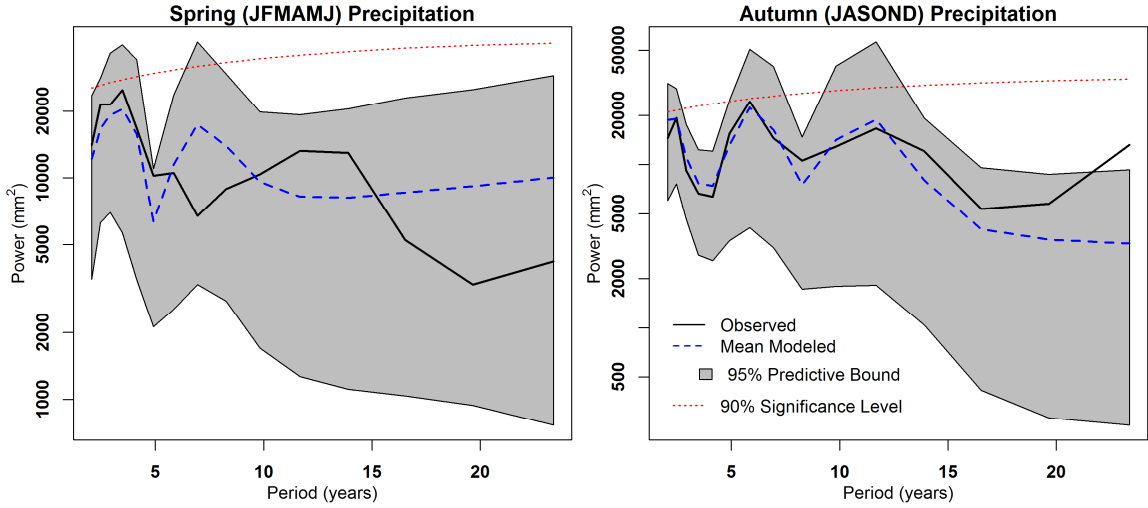 Spring (JFMAMJ) Precipitation
Power (mm²)
20000
10000
5000
2000
1000
5 10 15 20
Period (years)
Autumn (JASOND) Precipitation
Power (mm²)
50000
20000
5000
2000
500
Observed
Mean Modeled
95% Predictive Bound
90% Significance Level
5 10 15 20
Period (years)